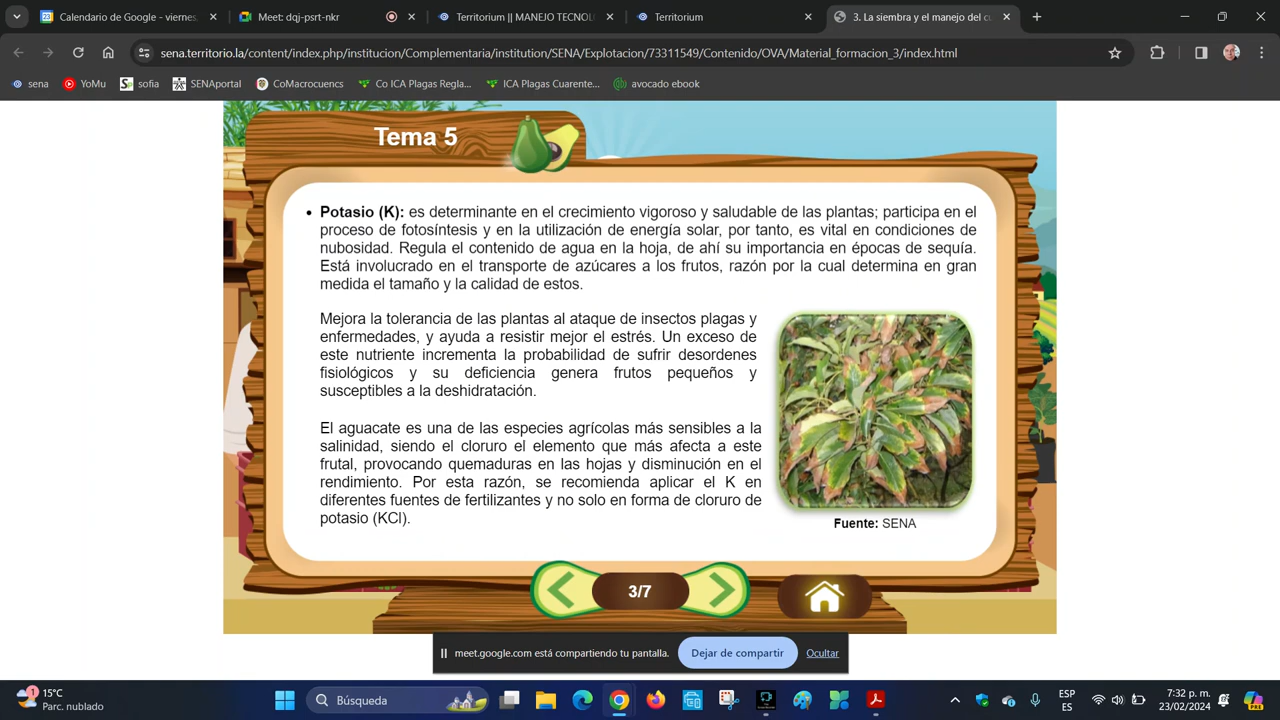 Calendario de Google - viernes,
Meet: dqj-psrt-nkr
Territorium || MANEJO TECNOL
Territorium
3. La siembra y el manejo del cu
sena.territorio.la/content/index.php/institucion/Complementaria/institution/SENA/Explotacion/73311549/Contenido/OVA/Material_formacion_3/index.html
sena
YoMu
sofia
SENAportal
CoMacrocuencs
Co ICA Plagas Regla...
ICA Plagas Cuarente...
avocado ebook
Tema 5
• Potasio (K): es determinante en el crecimiento vigoroso y saludable de las plantas; participa en el
proceso de fotosíntesis y en la utilización de energía solar, por tanto, es vital en condiciones de
nubosidad. Regula el contenido de agua en la hoja, de ahí su importancia en épocas de sequía.
Está involucrado en el transporte de azúcares a los frutos, razón por la cual determina en gran
medida el tamaño y la calidad de estos.
Mejora la tolerancia de las plantas al ataque de insectos plagas y
enfermedades, y ayuda a resistir mejor el estrés. Un exceso de
este nutriente incrementa la probabilidad de sufrir desordenes
fisiológicos y su deficiencia genera frutos pequeños y
susceptibles a la deshidratación.
El aguacate es una de las especies agrícolas más sensibles a la
salinidad, siendo el cloruro el elemento que más afecta a este
frutal, provocando quemaduras en las hojas y disminución en el
rendimiento. Por esta razón, se recomienda aplicar el K en
diferentes fuentes de fertilizantes y no solo en forma de cloruro de
potasio (KCl).
Fuente: SENA
3/7
meet.google.com está compartiendo tu pantalla.
Dejar de compartir
Ocultar
1
15°C
Parc. nublado
Búsqueda
ESP
ES
7:32 p. m.
23/02/2024